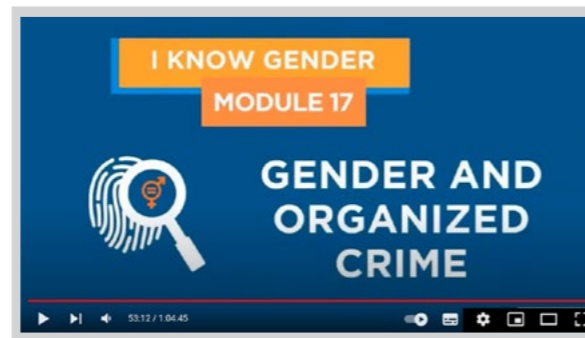 I KNOW GENDER
MODULE 17
GENDER AND
ORGANIZED
CRIME
53:12 / 1:04:45